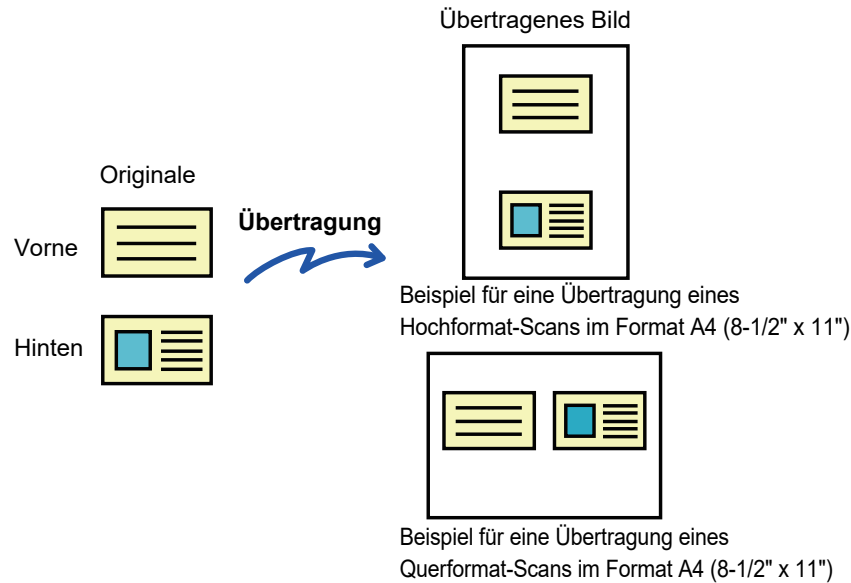 Übertragenes Bild
Originale
Vorne
Übertragung
Hinten
Beispiel für eine Übertragung eines
Hochformat-Scans im Format A4 (8-1/2" x 11")
Beispiel für eine Übertragung eines
Querformat-Scans im Format A4 (8-1/2" x 11")